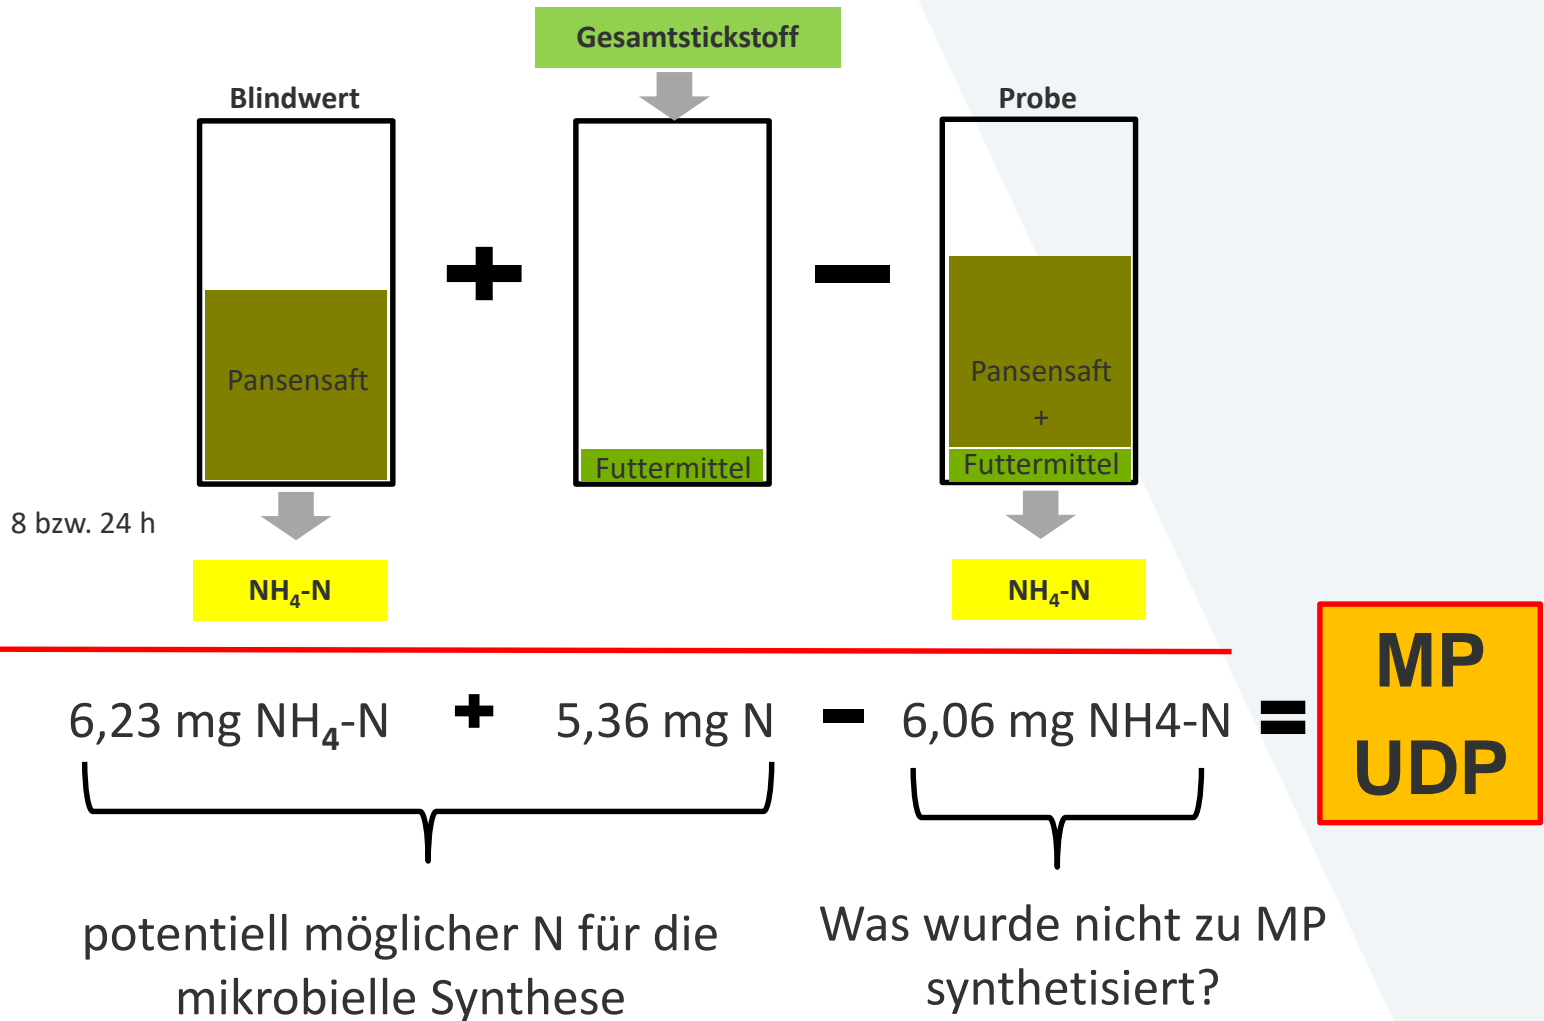 Gesamtstickstoff
Blindwert
Probe
Pansensaft
Futtermittel
Pansensaft
+
Futtermittel
8 bzw. 24 h
NH₄-N
NH₄-N
6,23 mg NH₄-N + 5,36 mg N - 6,06 mg NH4-N =
MP
UDP
potentiell möglicher N für die
mikrobielle Synthese
Was wurde nicht zu MP
synthetisiert?